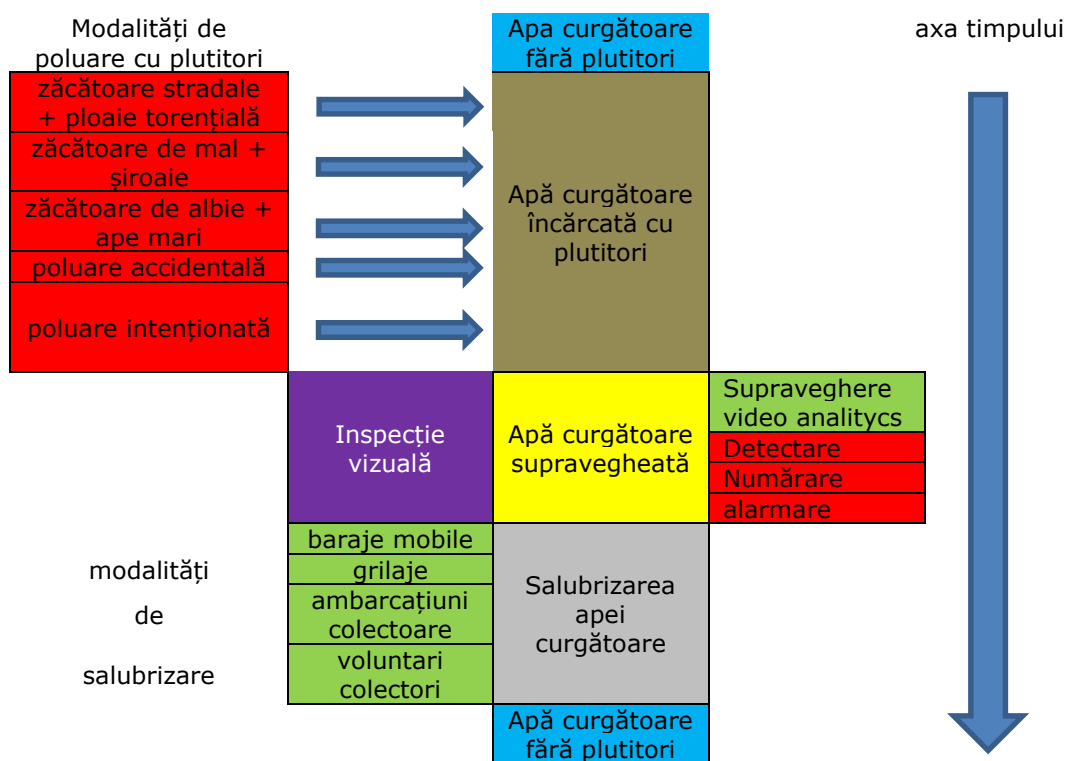 Modalități de
poluare cu plutitori
Apa curgătoare
fără plutitori
axa timpului
zăcătoare stradale
+ ploaie torențială
zăcătoare de mal +
șiroaie
zăcătoare de albie +
ape mari
poluare accidentală
poluare intenționată
Apă curgătoare
încărcată cu
plutitori
Inspecție
vizuală
Apă curgătoare
supravegheată
Supraveghere
video analitycs
Detectare
Numărare
alarmare
modalități
de
salubrizare
baraje mobile
grilaje
ambarcațiuni
colectoare
voluntari
colectori
Salubrizarea
apei
curgătoare
Apă curgătoare
fără plutitori